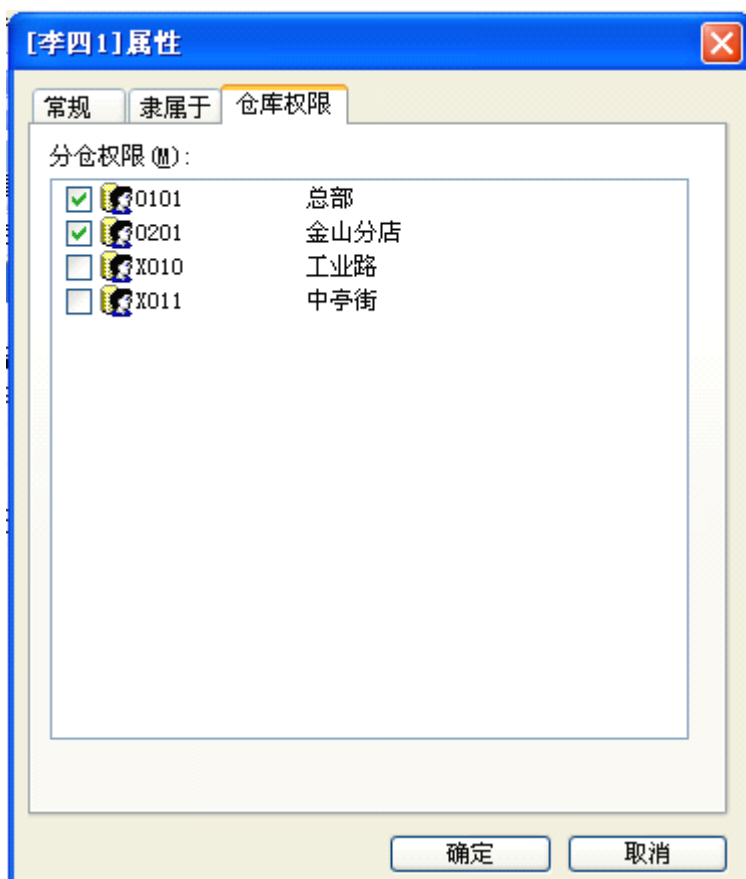 [李四1]属性
常规 隶属于 仓库权限
分仓权限(M):
0101 总部
0201 金山分店
X010 工业路
X011 中亭街
确定 取消